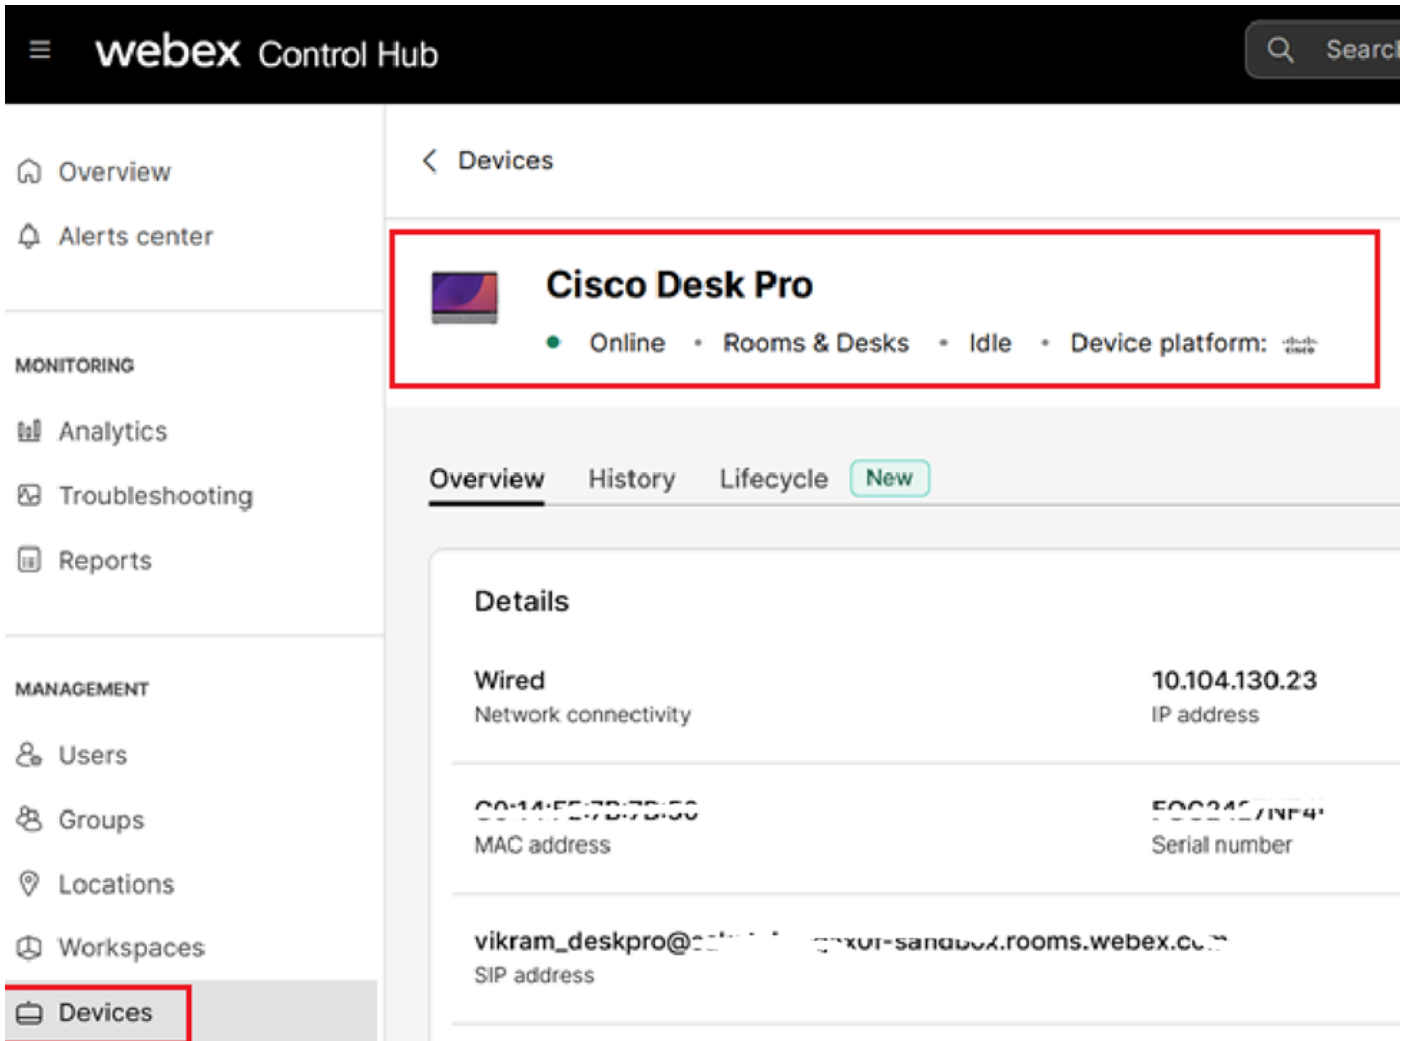 webex Control Hub
Search
Overview
Alerts center
MONITORING
Analytics
Troubleshooting
Reports
MANAGEMENT
Users
Groups
Locations
Workspaces
Devices
Devices
Cisco Desk Pro
Online • Rooms & Desks • Idle • Device platform: cisco
Overview History Lifecycle New
Details
Wired
Network connectivity
10.104.130.23
IP address
MAC address
Serial number
vikram_deskpro@
SIP address